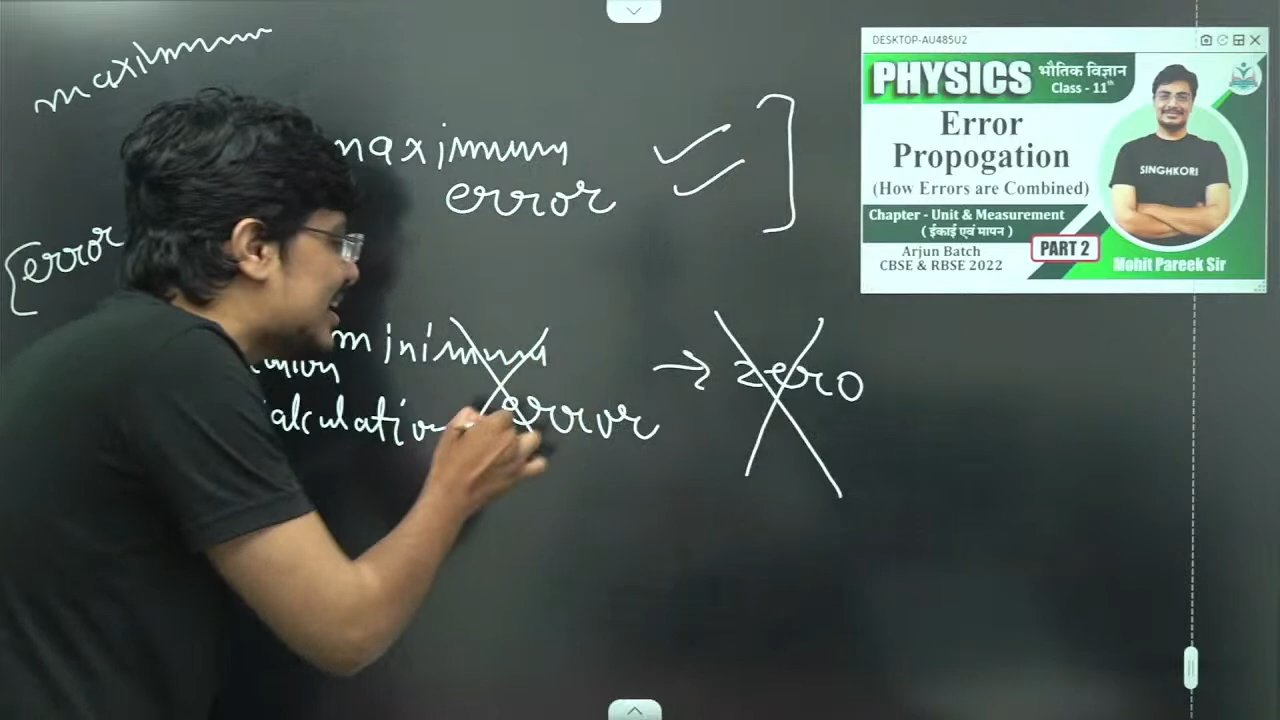 maximum
maximum
error
{error
minimum
→ zero
calculation error
DESKTOP-AU485U2
PHYSICS भौतिक विज्ञान
Class - 11th
Error
Propogation
(How Errors are Combined)
SINGHKORI
Chapter - Unit & Measurement
( ईकाई एवं मापन )
Arjun Batch
CBSE & RBSE 2022
PART 2
Mohit Pareek Sir